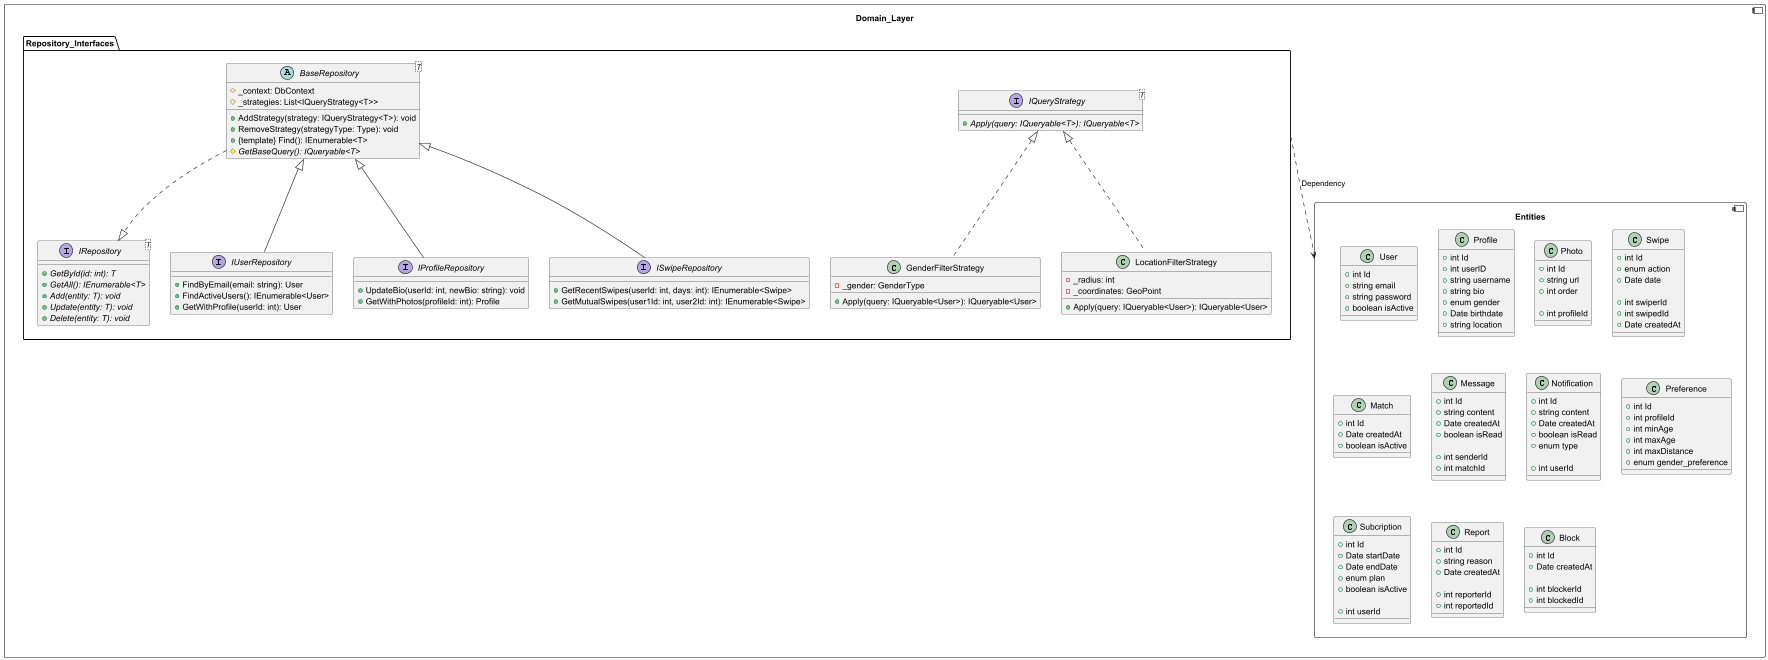 Domain_Layer
Repository_Interfaces
A BaseRepository T
_context: DbContext
_strategies: List<IQueryStrategy<T>>
AddStrategy(strategy: IQueryStrategy<T>): void
RemoveStrategy(strategyType: Type): void
{template} Find(): IEnumerable<T>
GetBaseQuery(): IQueryable<T>
I IQueryStrategy T
Apply(query: IQueryable<T>): IQueryable<T>
I IRepository T
GetById(id: int): T
GetAll(): IEnumerable<T>
Add(entity: T): void
Update(entity: T): void
Delete(entity: T): void
I IUserRepository
FindByEmail(email: string): User
FindActiveUsers(): IEnumerable<User>
GetWithProfile(userId: int): User
I IProfileRepository
UpdateBio(userId: int, newBio: string): void
GetWithPhotos(profileId: int): Profile
I ISwipeRepository
GetRecentSwipes(userId: int, days: int): IEnumerable<Swipe>
GetMutualSwipes(user1Id: int, user2Id: int): IEnumerable<Swipe>
C GenderFilterStrategy
_gender: GenderType
Apply(query: IQueryable<User>): IQueryable<User>
C LocationFilterStrategy
_radius: int
_coordinates: GeoPoint
Apply(query: IQueryable<User>): IQueryable<User>
Dependency
Entities
C User
int Id
string email
string password
boolean isActive
C Profile
int Id
int userID
string username
string bio
enum gender
Date birthdate
string location
C Photo
int Id
string url
int order
int profileId
C Swipe
int Id
enum action
Date date
int swiperId
int swipedId
Date createdAt
C Match
int Id
Date createdAt
boolean isActive
C Message
int Id
string content
Date createdAt
boolean isRead
int senderId
int matchId
C Notification
int Id
string content
Date createdAt
boolean isRead
enum type
int userId
C Preference
int Id
int profileId
int minAge
int maxAge
int maxDistance
enum gender_preference
C Subcription
int Id
Date startDate
Date endDate
enum plan
boolean isActive
int userId
C Report
int Id
string reason
Date createdAt
int reporterId
int reportedId
C Block
int Id
Date createdAt
int blockerId
int blockedId